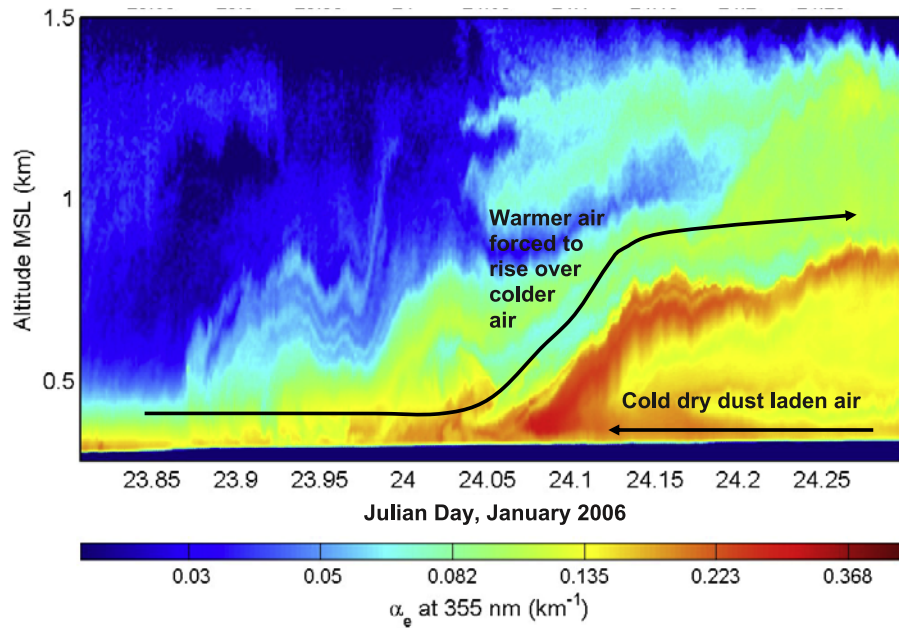 1.5
1
0.5
Altitude MSL (km)
Warmer air
forced to
rise over
colder
air
Cold dry dust laden air
23.85 23.9 23.95 24 24.05 24.1 24.15 24.2 24.25
Julian Day, January 2006
0.03 0.05 0.082 0.135 0.223 0.368
αe at 355 nm (km-1)